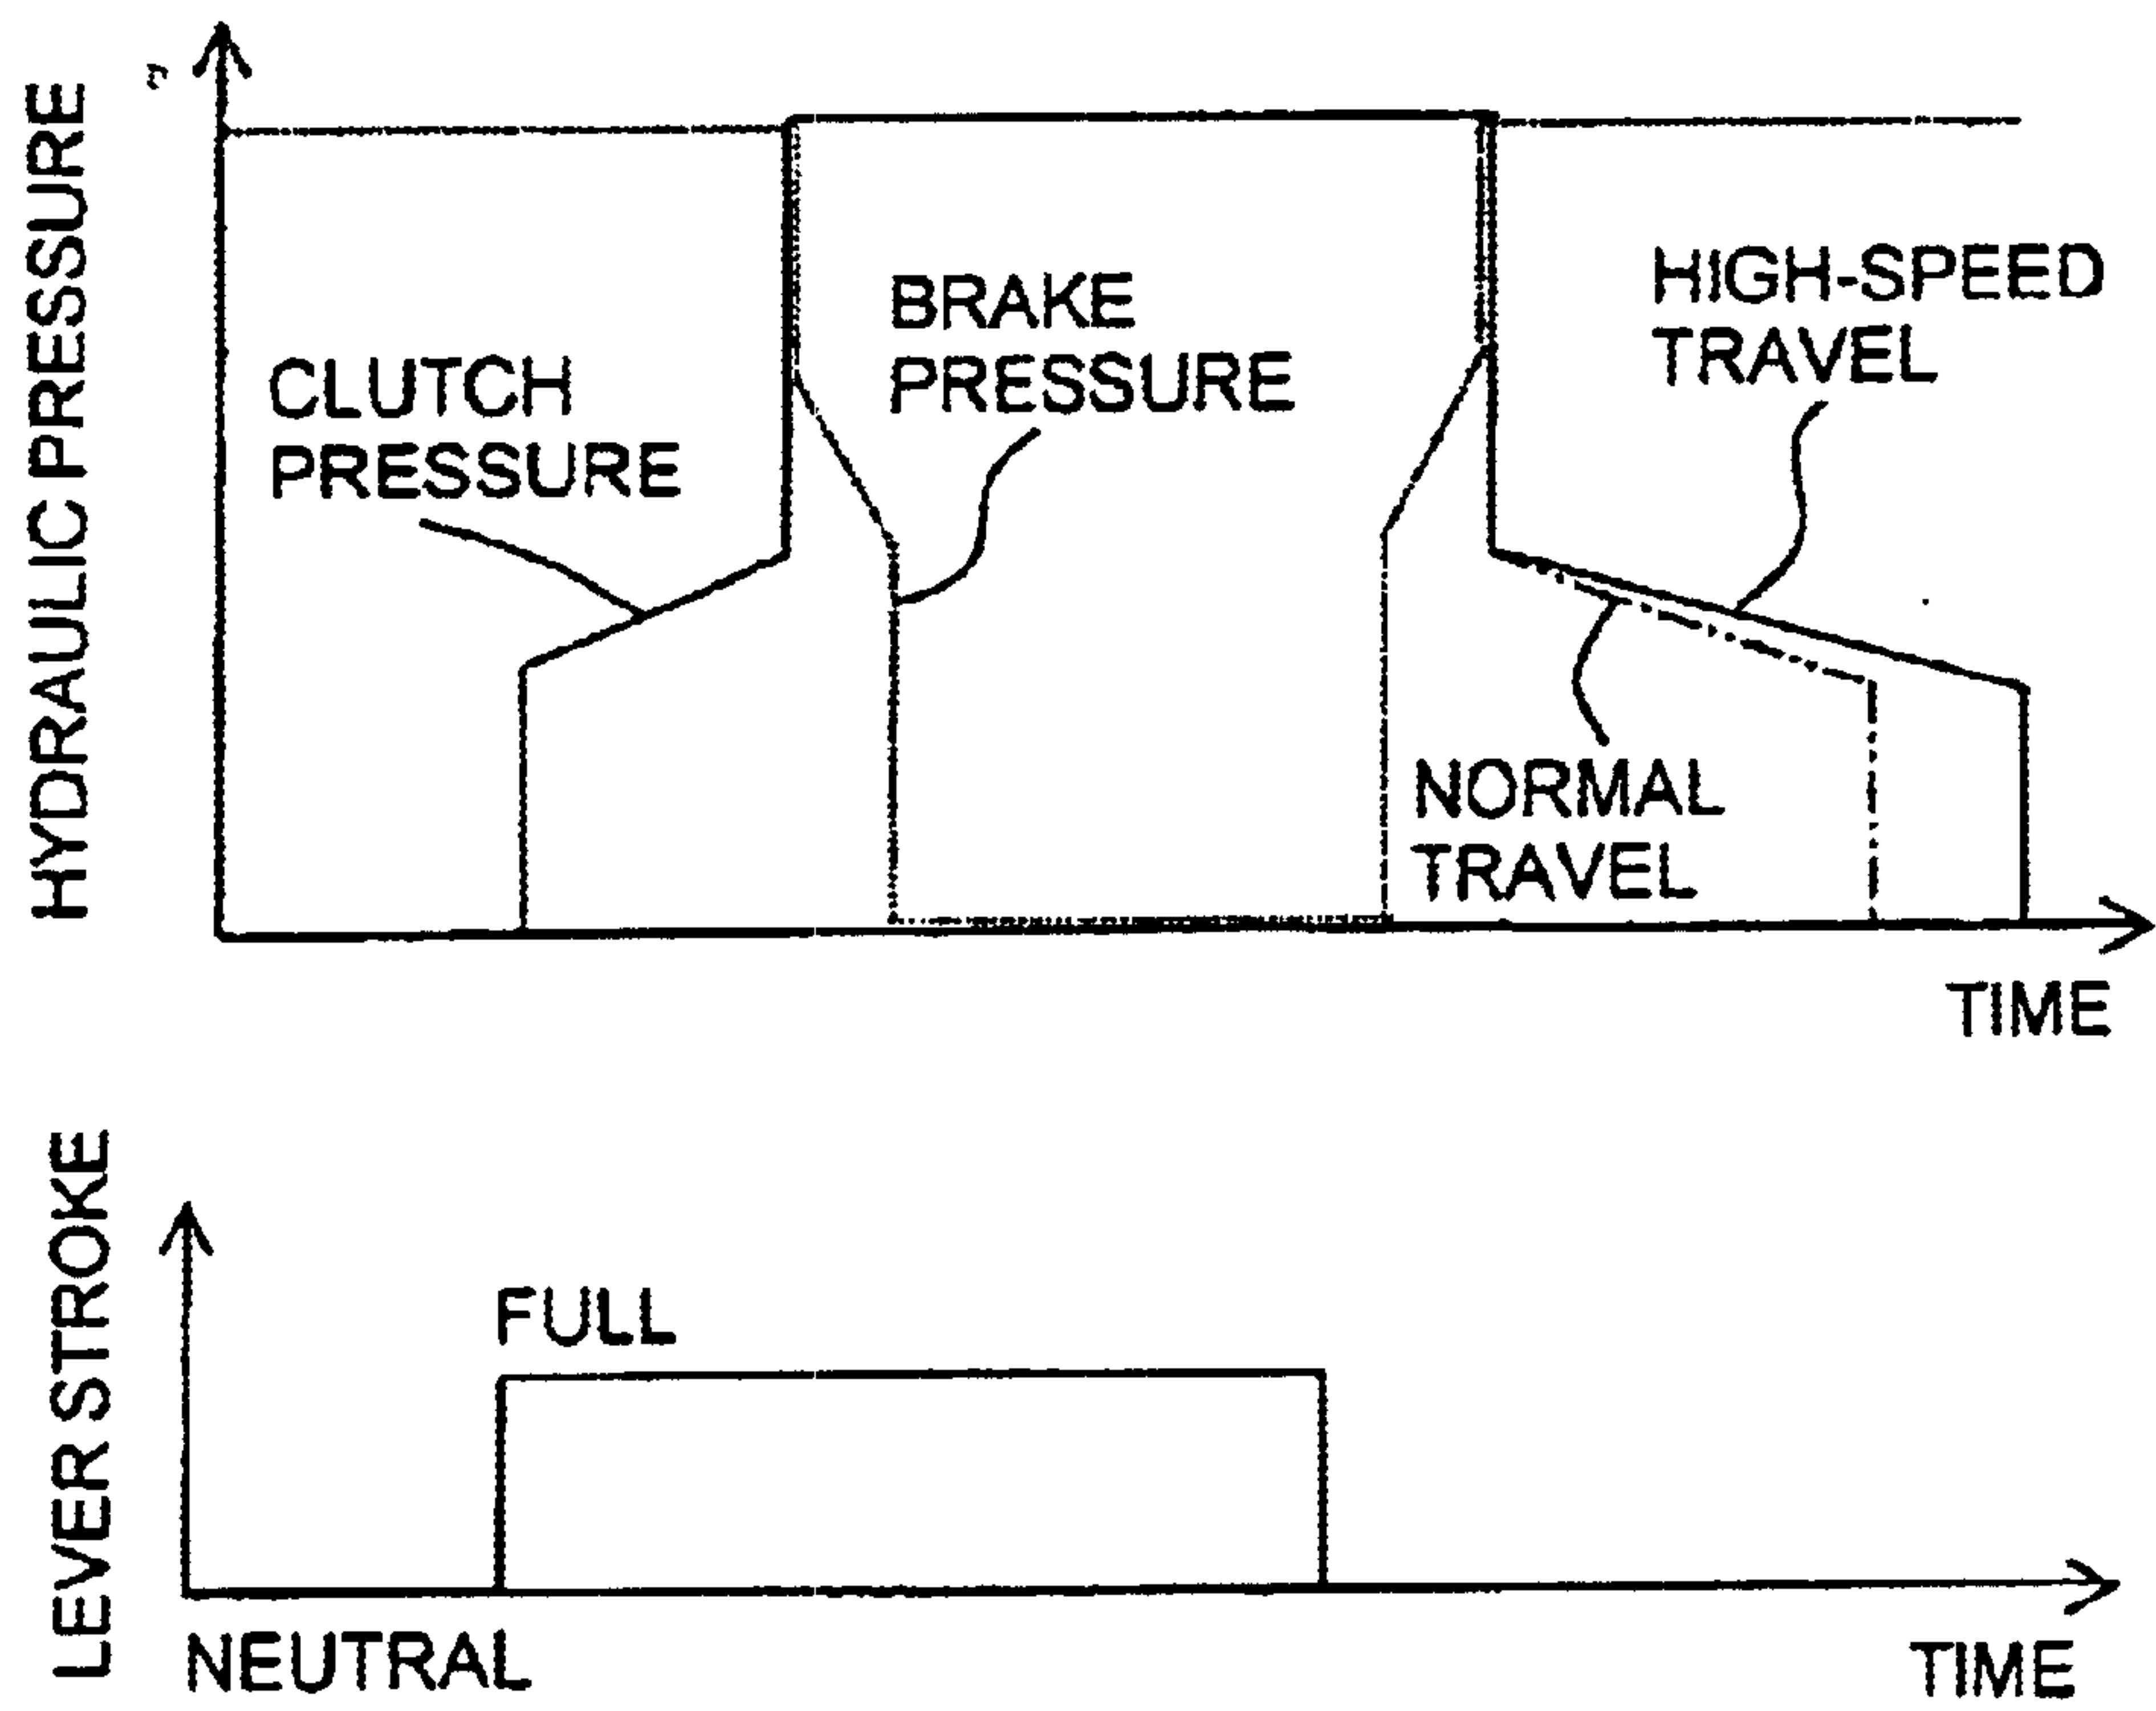 HYDRAULIC PRESSURE
CLUTCH
PRESSURE
BRAKE
PRESSURE
HIGH-SPEED
TRAVEL
NORMAL
TRAVEL
TIME
LEVER STROKE
FULL
NEUTRAL
TIME